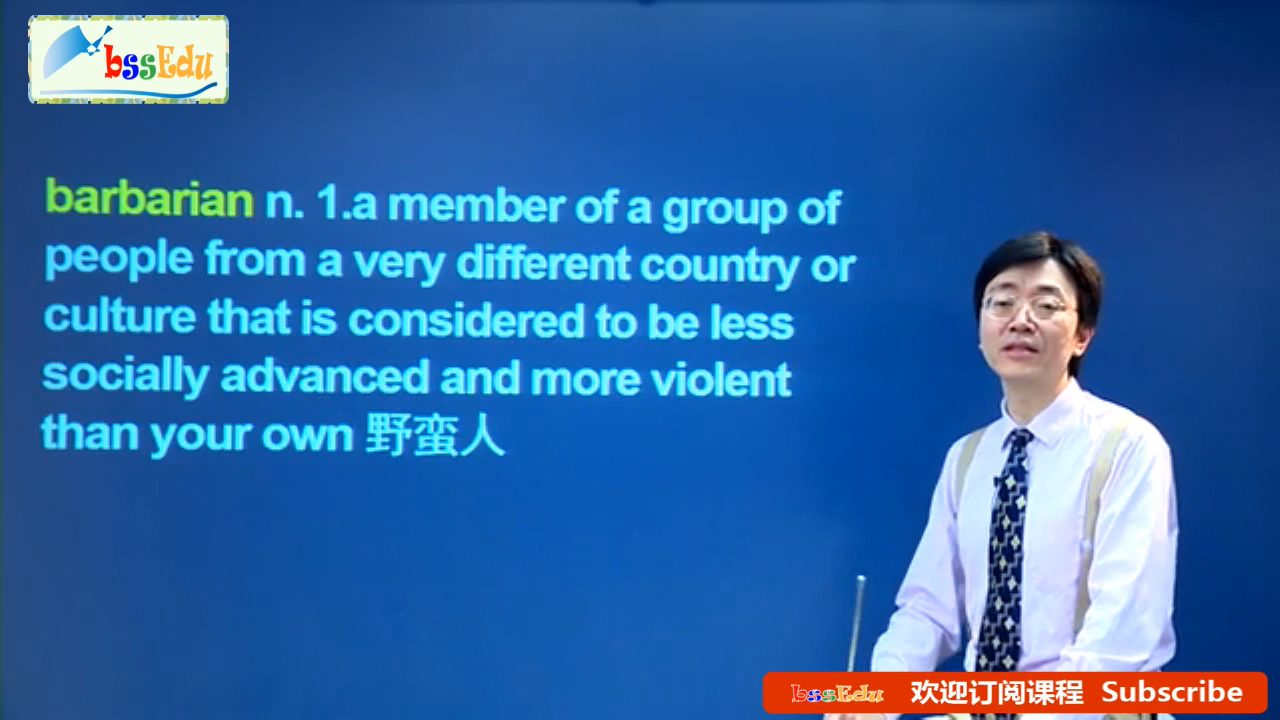 bssEdu
barbarian n. 1.a member of a group of
people from a very different country or
culture that is considered to be less
socially advanced and more violent
than your own 野蛮人
bssEdu 欢迎订阅课程 Subscribe